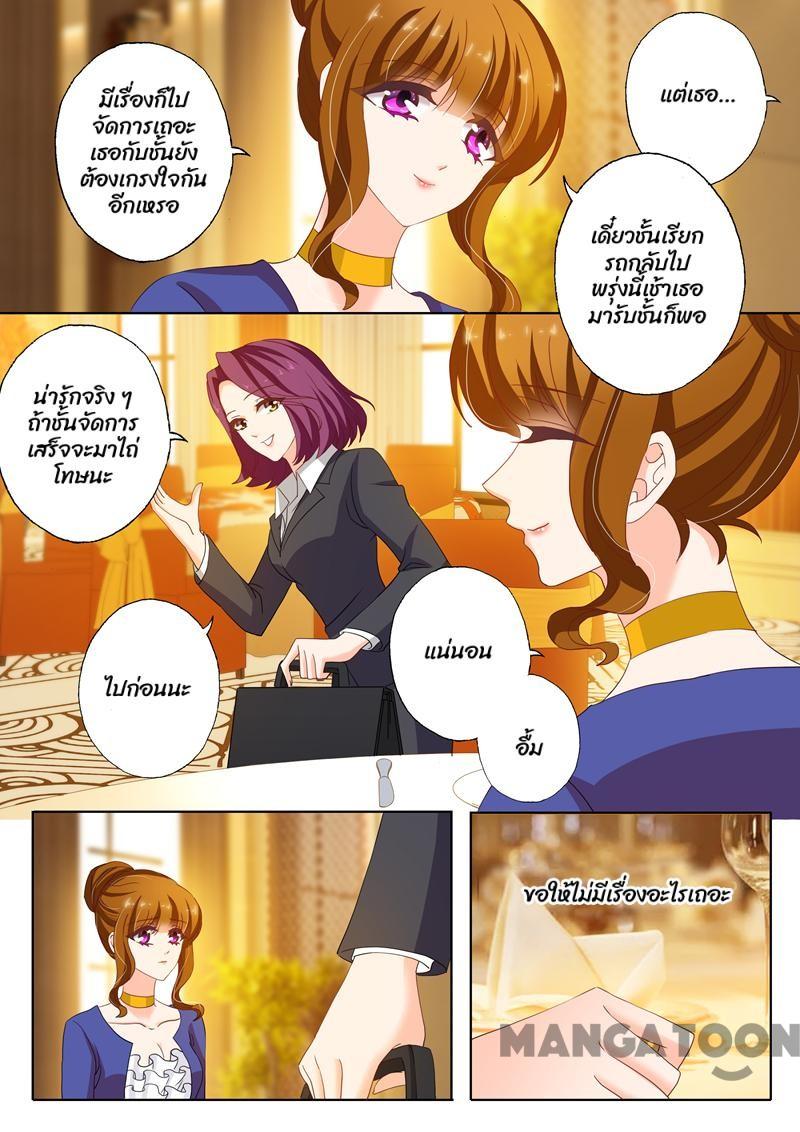 มีเรื่องก็ไป
จัดการเถอะ
เธอกับชั้นยัง
ต้องเกรงใจกัน
อีกเหรอ
แต่เธอ...
เดี๋ยวชั้นเรียก
รถกลับไป
พรุ่งนี้เช้าเธอ
มารับชั้นก็พอ
น่ารักจริง ๆ
ถ้าชั้นจัดการ
เสร็จจะมาไถ่
โทษนะ
แน่นอน
ไปก่อนนะ
อื้ม
ขอให้ไม่มีเรื่องอะไรเถอะ
MANGATOON